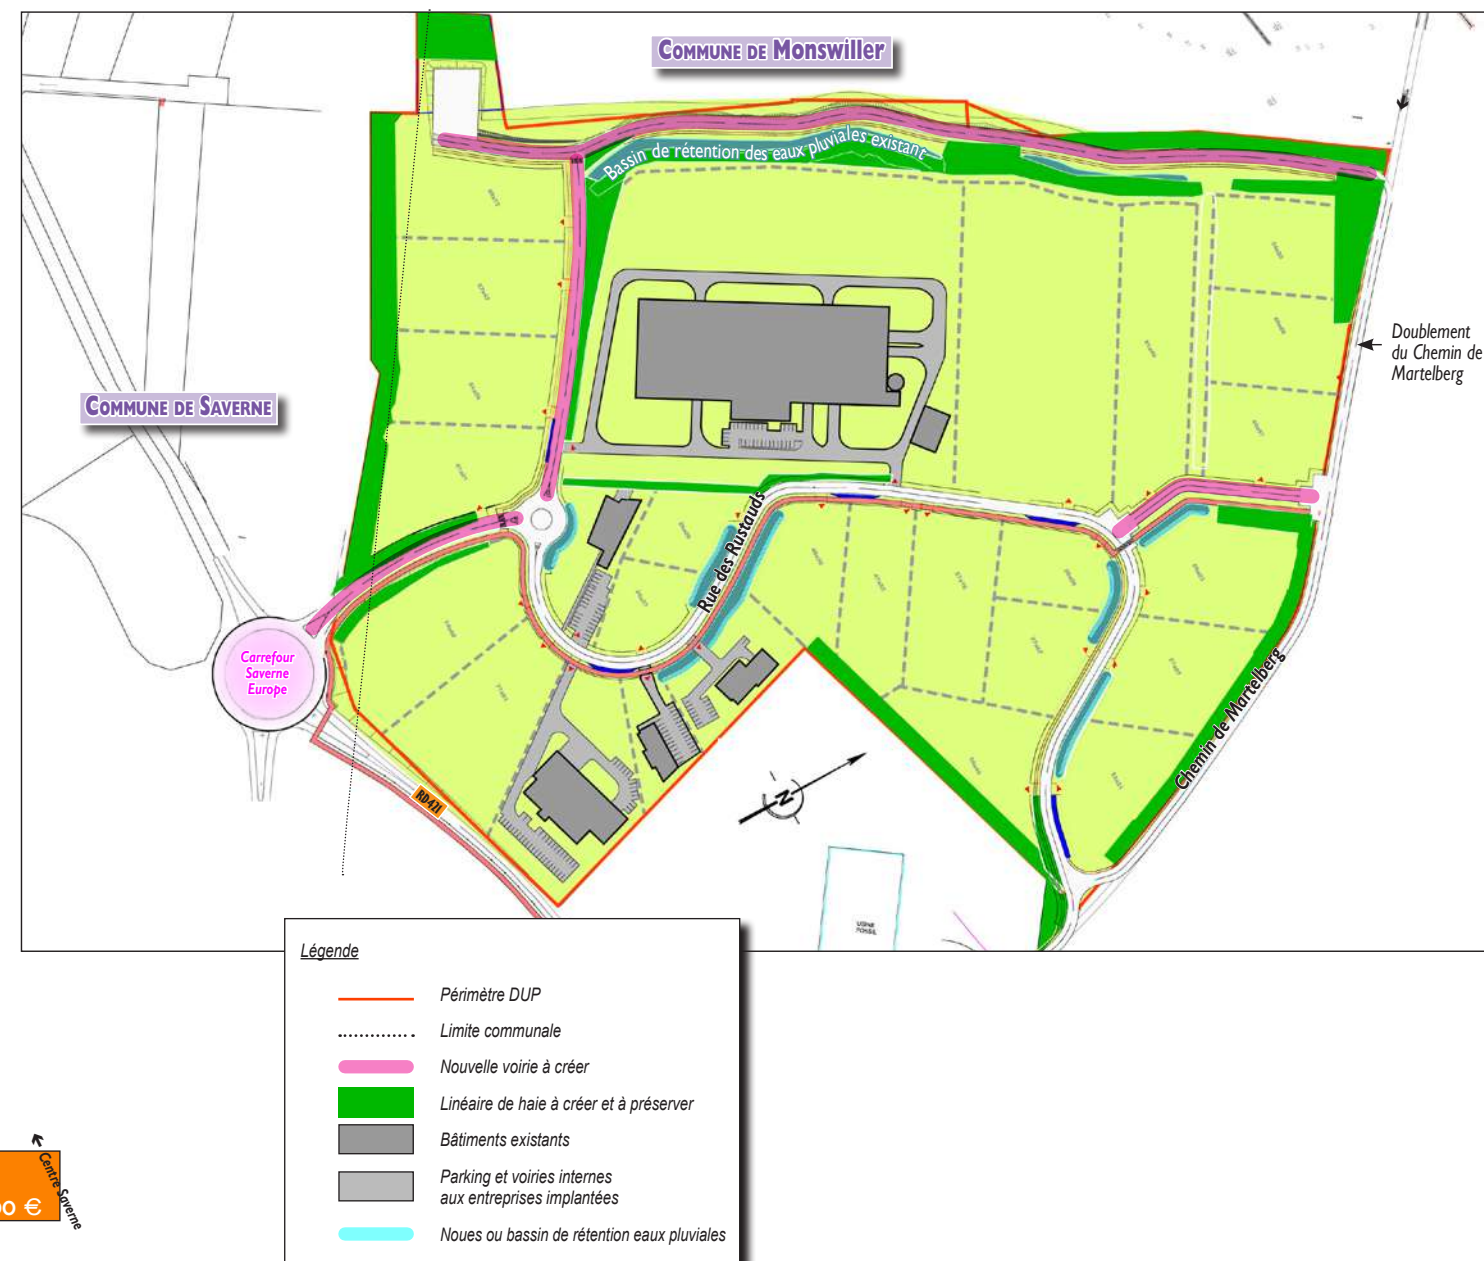 COMMUNE DE Monswiller
Bassin de rétention des eaux pluviales existant
Doublement
du Chemin de
Martelberg
COMMUNE DE SAVERNE
Rue des Rustauds
Carrefour
Saverne
Europe
Chemin de Martelberg
RD421
N
USINE
Légende
Périmètre DUP
Limite communale
Nouvelle voirie à créer
Linéaire de haie à créer et à préserver
Bâtiments existants
Parking et voiries internes
aux entreprises implantées
Noues ou bassin de rétention eaux pluviales
Centre Saverne
00 €